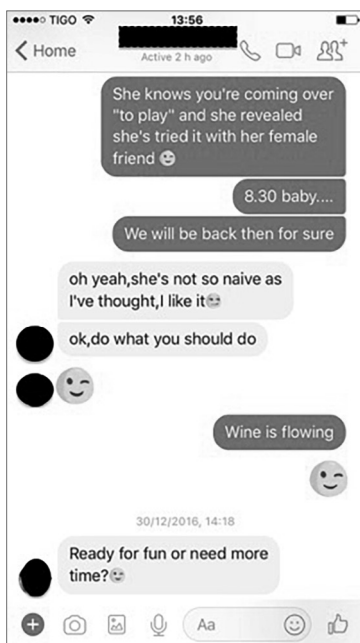 TIGO 13:56
Home
Active 2 h ago
She knows you're coming over
"to play" and she revealed
she's tried it with her female
friend
8.30 baby....
We will be back then for sure
oh yeah,she's not so naive as
I've thought,I like it
ok,do what you should do
Wine is flowing
30/12/2016, 14:18
Ready for fun or need more
time?
Aa